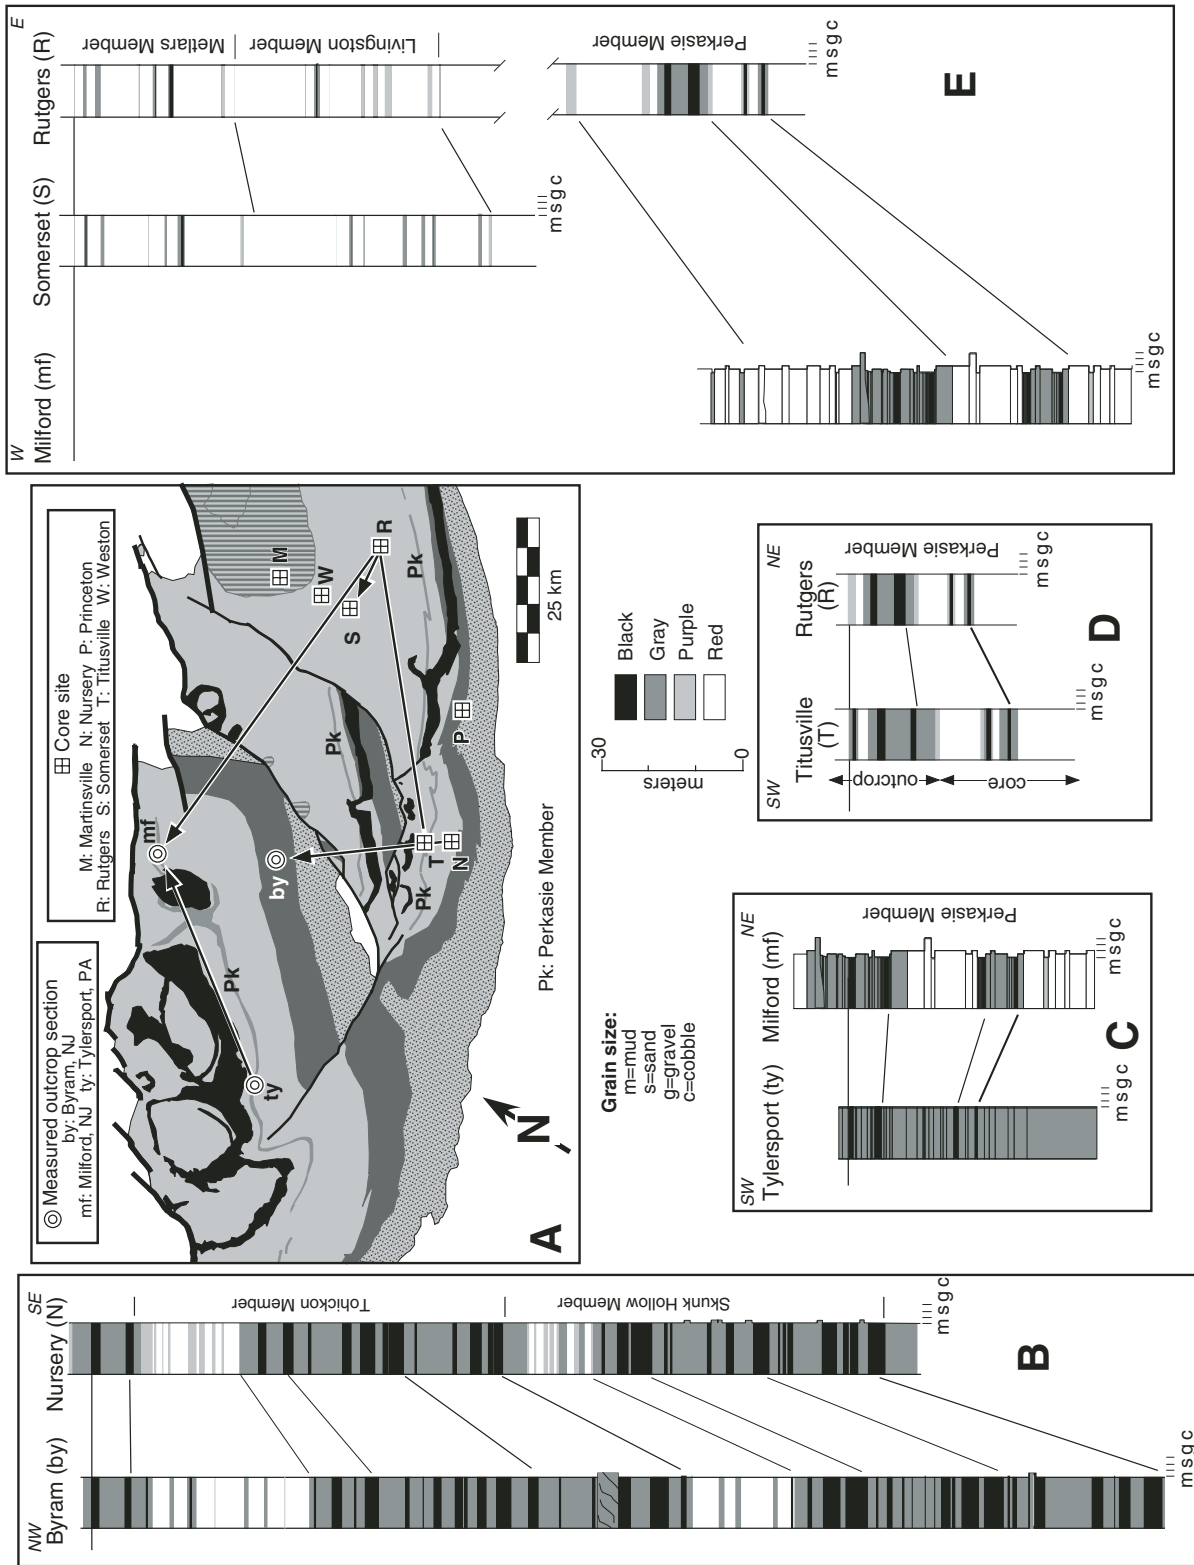 W
E
Milford (mf)
Somerset (S)
Rutgers (R)
Metlars Member
Livingston Member
Perkasie Member
m s g c
m s g c
m s g c
E
Measured outcrop section
by: Byram, NJ
mf: Milford, NJ ty: Tylersport, PA
Core site
M: Martinsville N: Nursery P: Princeton
R: Rutgers S: Somerset T: Titusville W: Weston
mf
by
ty
Pk
Pk
Pk
Pk
M
W
S
R
P
T
N
N
25 km
A
Pk: Perkasie Member
Grain size:
m=mud
s=sand
g=gravel
c=cobble
30
meters
0
Black
Gray
Purple
Red
NW
SE
Byram (by)
Nursery (N)
Tohickon Member
Skunk Hollow Member
m s g c
m s g c
B
SW
NE
Tylersport (ty)
Milford (mf)
Perkasie Member
m s g c
m s g c
C
SW
NE
Titusville
(T)
Rutgers
(R)
outcrop
core
Perkasie Member
m s g c
m s g c
D